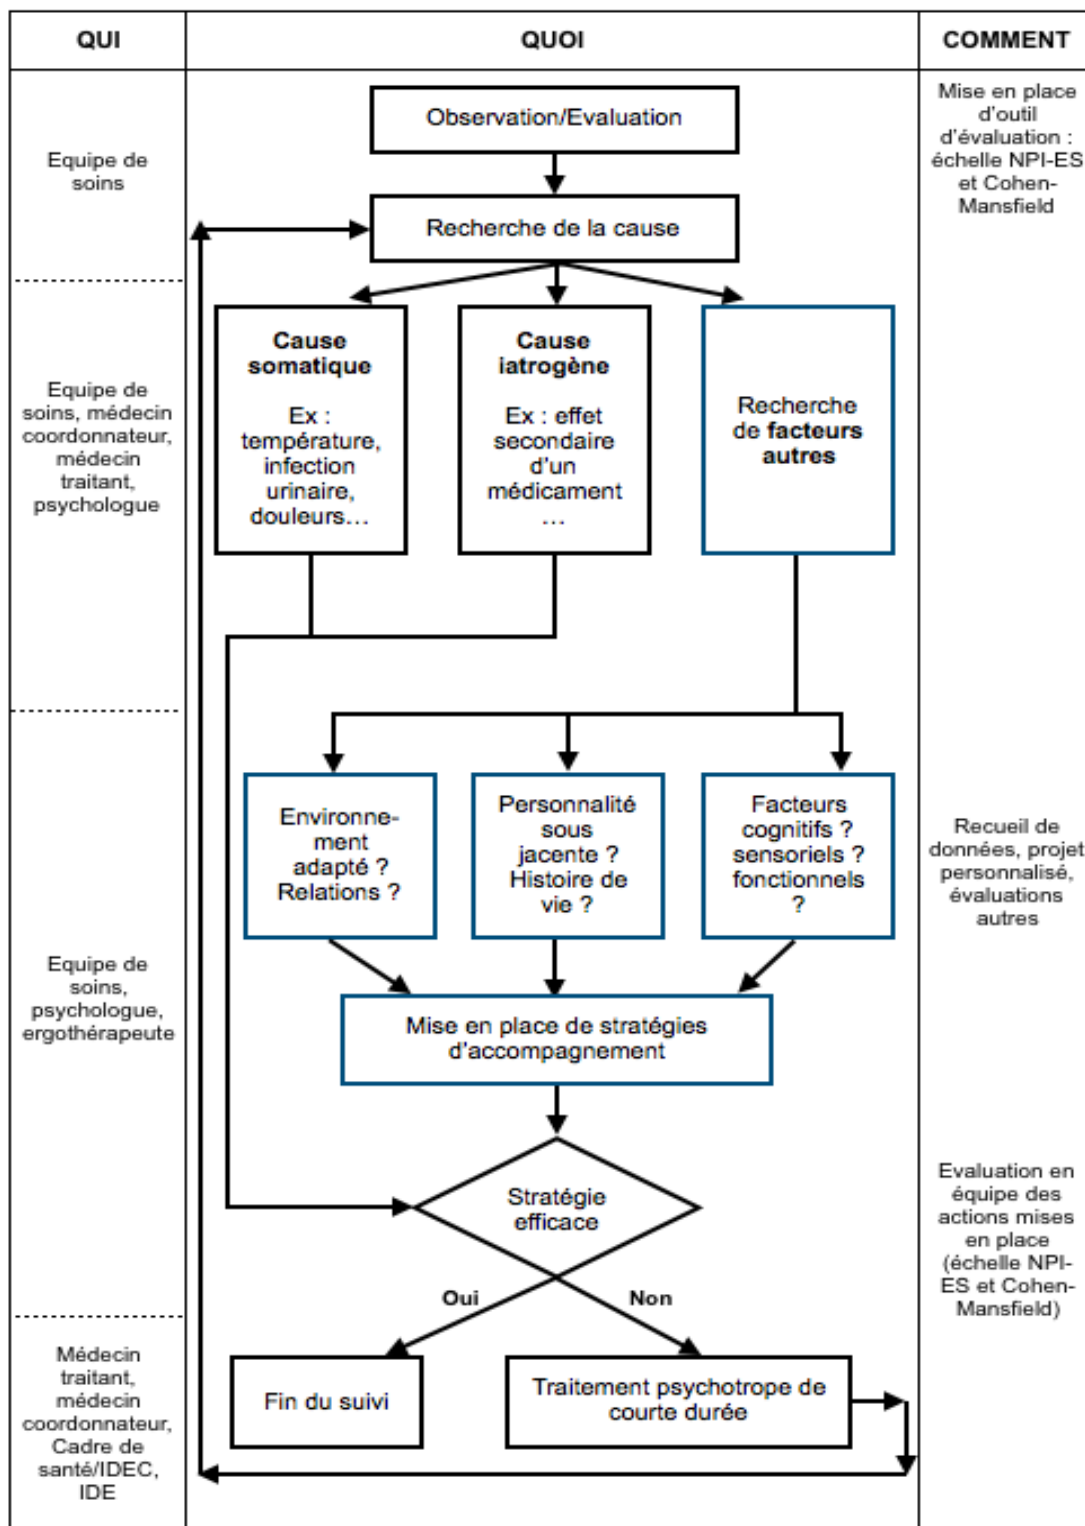 QUI
QUOI
COMMENT
Observation/Evaluation
Mise en place
d'outil
d'évaluation :
échelle NPI-ES
et Cohen-
Mansfield
Equipe de
soins
Recherche de la cause
Equipe de
soins, médecin
coordonnateur,
médecin
traitant,
psychologue
Cause
somatique
Ex :
température,
infection
urinaire,
douleurs…
Cause
iatrogène
Ex : effet
secondaire
d'un
médicament
…
Recherche
de facteurs
autres
Environne-
ment
adapté ?
Relations ?
Personnalité
sous
jacente ?
Histoire de
vie ?
Facteurs
cognitifs ?
sensoriels ?
fonctionnels
?
Recueil de
données, projet
personnalisé,
évaluations
autres
Equipe de
soins,
psychologue,
ergothérapeute
Mise en place de stratégies
d'accompagnement
Stratégie
efficace
Evaluation en
équipe des
actions mises
en place
(échelle NPI-
ES et Cohen-
Mansfield)
Oui
Non
Médecin
traitant,
médecin
coordonnateur,
Cadre de
santé/IDEC,
IDE
Fin du suivi
Traitement psychotrope de
courte durée